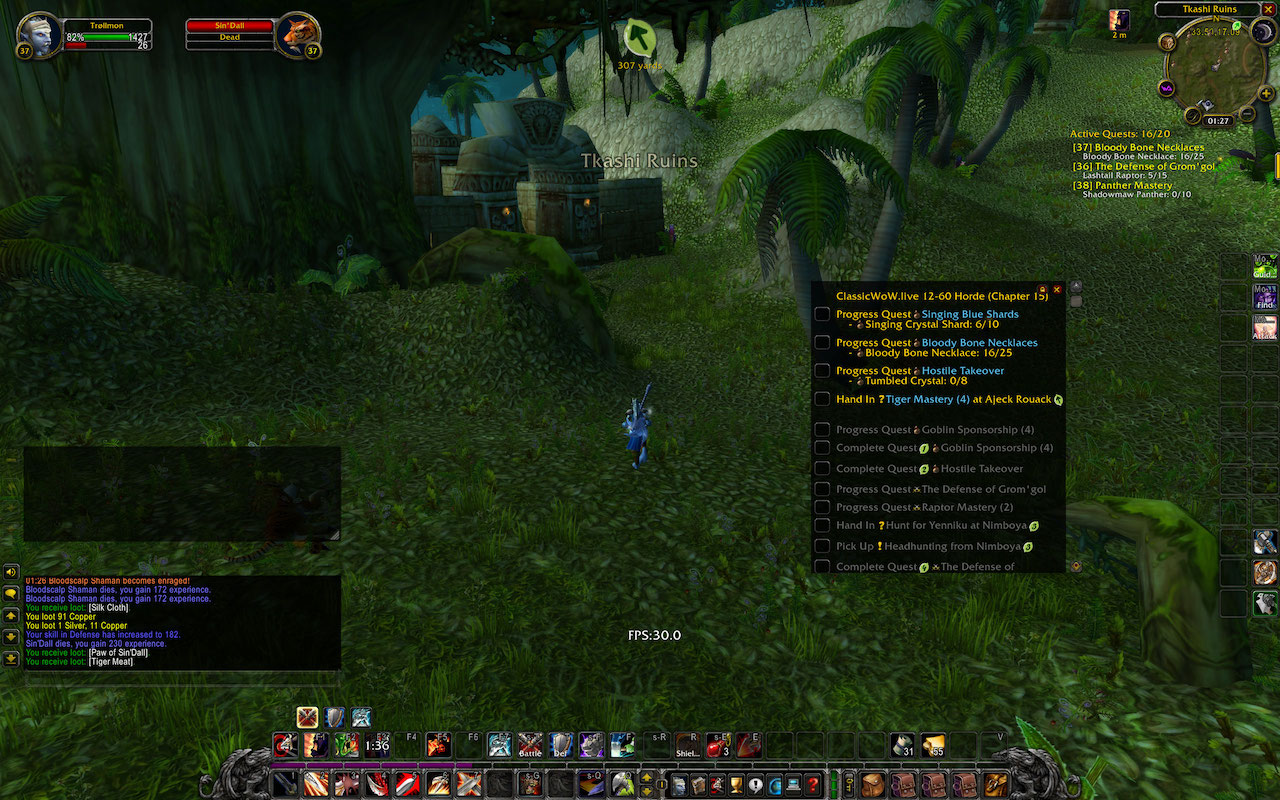 Trollmon
82% 1427
26
37
Sin'Dall
Dead
37
307 yards
2 m
Tkashi Ruins
N
01:27
Active Quests: 16/20
[37] Bloody Bone Necklaces
Bloody Bone Necklace: 16/25
[36] The Defense of Grom'gol
Lashtail Raptor: 5/15
[38] Panther Mastery
Shadowmaw Panther: 0/10
Tkashi Ruins
ClassicWoW.live 12-60 Horde (Chapter 15)
Progress Quest Singing Blue Shards
- Singing Crystal Shard: 6/10
Progress Quest Bloody Bone Necklaces
- Bloody Bone Necklace: 16/25
Progress Quest Hostile Takeover
- Tumbled Crystal: 0/8
Hand In ?Tiger Mastery (4) at Ajeck Rouack
Progress Quest Goblin Sponsorship (4)
Complete Quest 1 Goblin Sponsorship (4)
Complete Quest 2 Hostile Takeover
Progress Quest The Defense of Grom'gol
Progress Quest Raptor Mastery (2)
Hand In ?Hunt for Yenniku at Nimboya 3
Pick Up !Headhunting from Nimboya 3
Complete Quest The Defense of
Find
Attack
01:26 Bloodscalp Shaman becomes enraged!
Bloodscalp Shaman dies, you gain 172 experience.
Bloodscalp Shaman dies, you gain 172 experience.
You receive loot: [Silk Cloth]
You loot 91 Copper
You loot 1 Silver, 11 Copper
Your skill in Defense has increased to 182.
Sin'Dall dies, you gain 230 experience.
You receive loot: [Paw of Sin'Dall].
You receive loot: [Tiger Meat].
FPS:30.0
1:36 F4 F5 F6 Battle Def s-R R Shiel... s-E 3 E 31 55 V
s-G s-Q